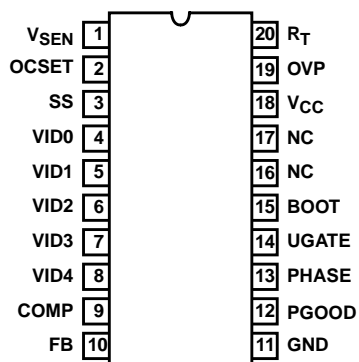 VSEN 1 20 RT
OCSET 2 19 OVP
SS 3 18 VCC
VID0 4 17 NC
VID1 5 16 NC
VID2 6 15 BOOT
VID3 7 14 UGATE
VID4 8 13 PHASE
COMP 9 12 PGOOD
FB 10 11 GND